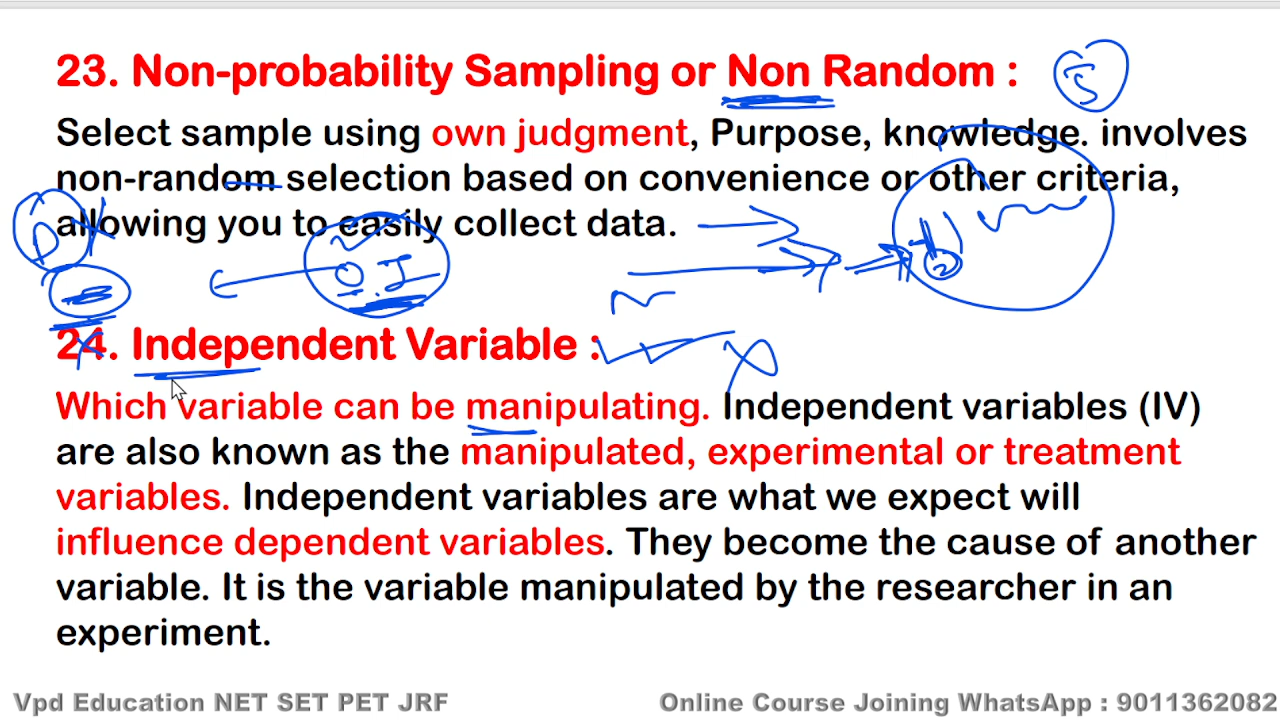 23. Non-probability Sampling or Non Random :
Select sample using own judgment, Purpose, knowledge. involves
non-random selection based on convenience or other criteria,
allowing you to easily collect data.
24. Independent Variable :
Which variable can be manipulating. Independent variables (IV)
are also known as the manipulated, experimental or treatment
variables. Independent variables are what we expect will
influence dependent variables. They become the cause of another
variable. It is the variable manipulated by the researcher in an
experiment.
Vpd Education NET SET PET JRF
Online Course Joining WhatsApp : 9011362082